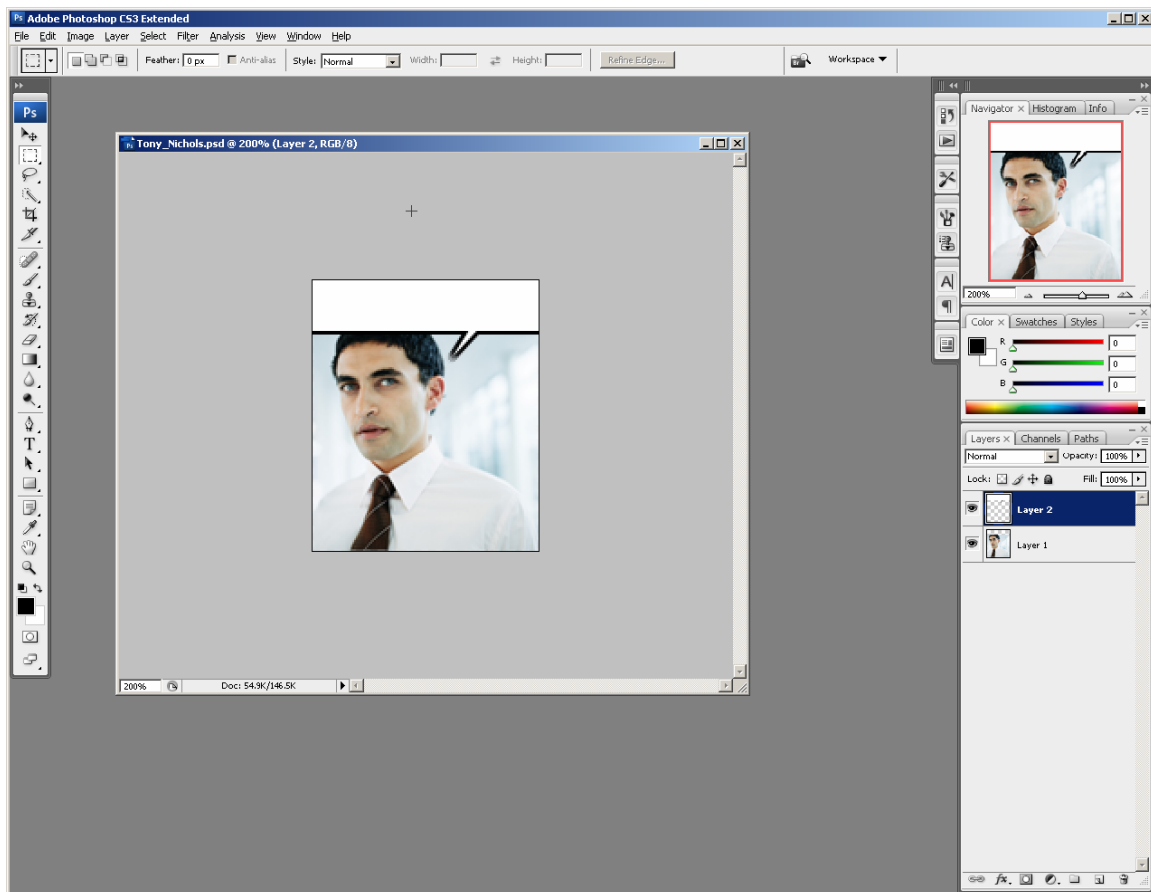 Ps Adobe Photoshop CS3 Extended
File Edit Image Layer Select Filter Analysis View Window Help
Feather: 0 px Anti-alias Style: Normal Width: Height: Refine Edge... Workspace ▼
Ps
Tony_Nichols.psd @ 200% (Layer 2, RGB/8)
T
200% Doc: 54.9K/146.5K
A
¶
Navigator × Histogram Info
200%
Color × Swatches Styles
R 0
G 0
B 0
Layers × Channels Paths
Normal Opacity: 100%
Lock: Fill: 100%
Layer 2
Layer 1
fx.